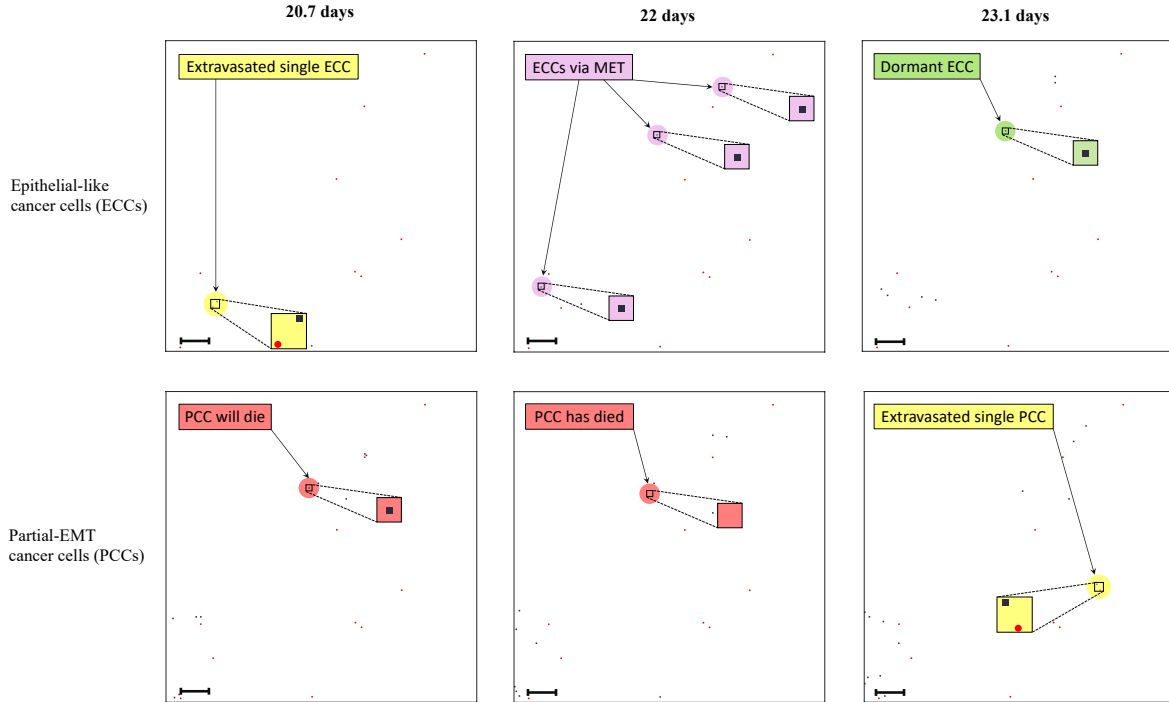 20.7 days
22 days
23.1 days
Extravasated single ECC
ECCs via MET
Dormant ECC
Epithelial-like
cancer cells (ECCs)
PCC will die
PCC has died
Extravasated single PCC
Partial-EMT
cancer cells (PCCs)